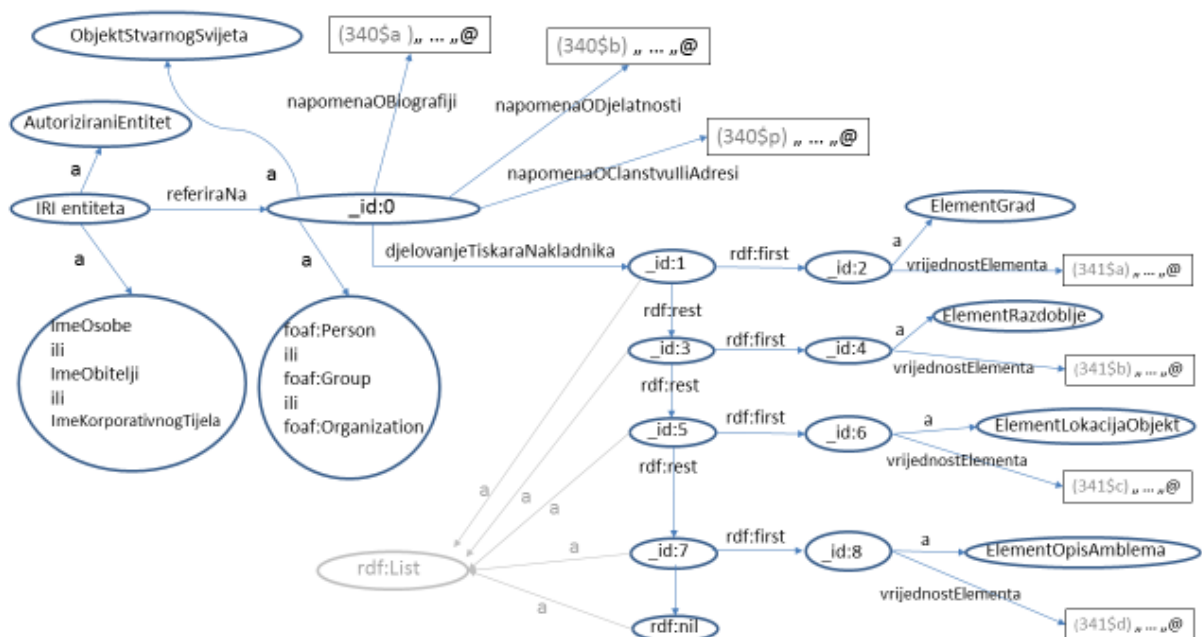 ObjektStvarnogSvijeta
(340$a ) „ ... „@
(340$b) „ ... „@
napomenaOBiografiji
napomenaODjelatnosti
AutoriziraniEntitet
(340$p) „ ... „@
a
referiraNa
a
napomenaOClanstvuIliAdresi
IRI entiteta
_id:0
ElementGrad
a
a
djelovanjeTiskaraNakladnika
_id:1
rdf:first
_id:2
a
vrijednostElementa
(341$a) „ ... „@
rdf:rest
ElementRazdoblje
ImeOsobe
ili
ImeObitelji
ili
ImeKorporativnogTijela
foaf:Person
ili
foaf:Group
ili
foaf:Organization
_id:3
rdf:first
_id:4
a
vrijednostElementa
(341$b) „ ... „@
rdf:rest
_id:5
rdf:first
_id:6
a
ElementLokacijaObjekt
vrijednostElementa
rdf:rest
(341$c) „ ... „@
a
a
a
rdf:List
a
_id:7
rdf:first
_id:8
a
ElementOpisAmblema
vrijednostElementa
a
rdf:nil
(341$d) „ ... „@